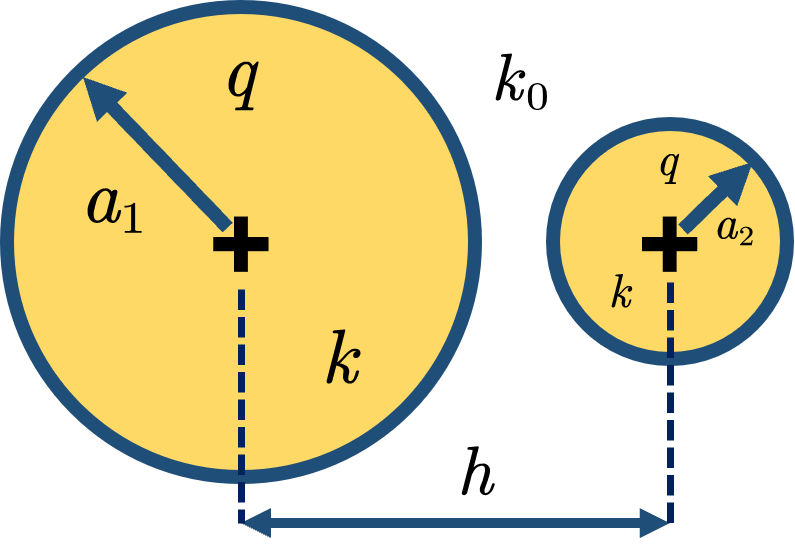 q
k₀
a₁
q
a₂
k
k
h